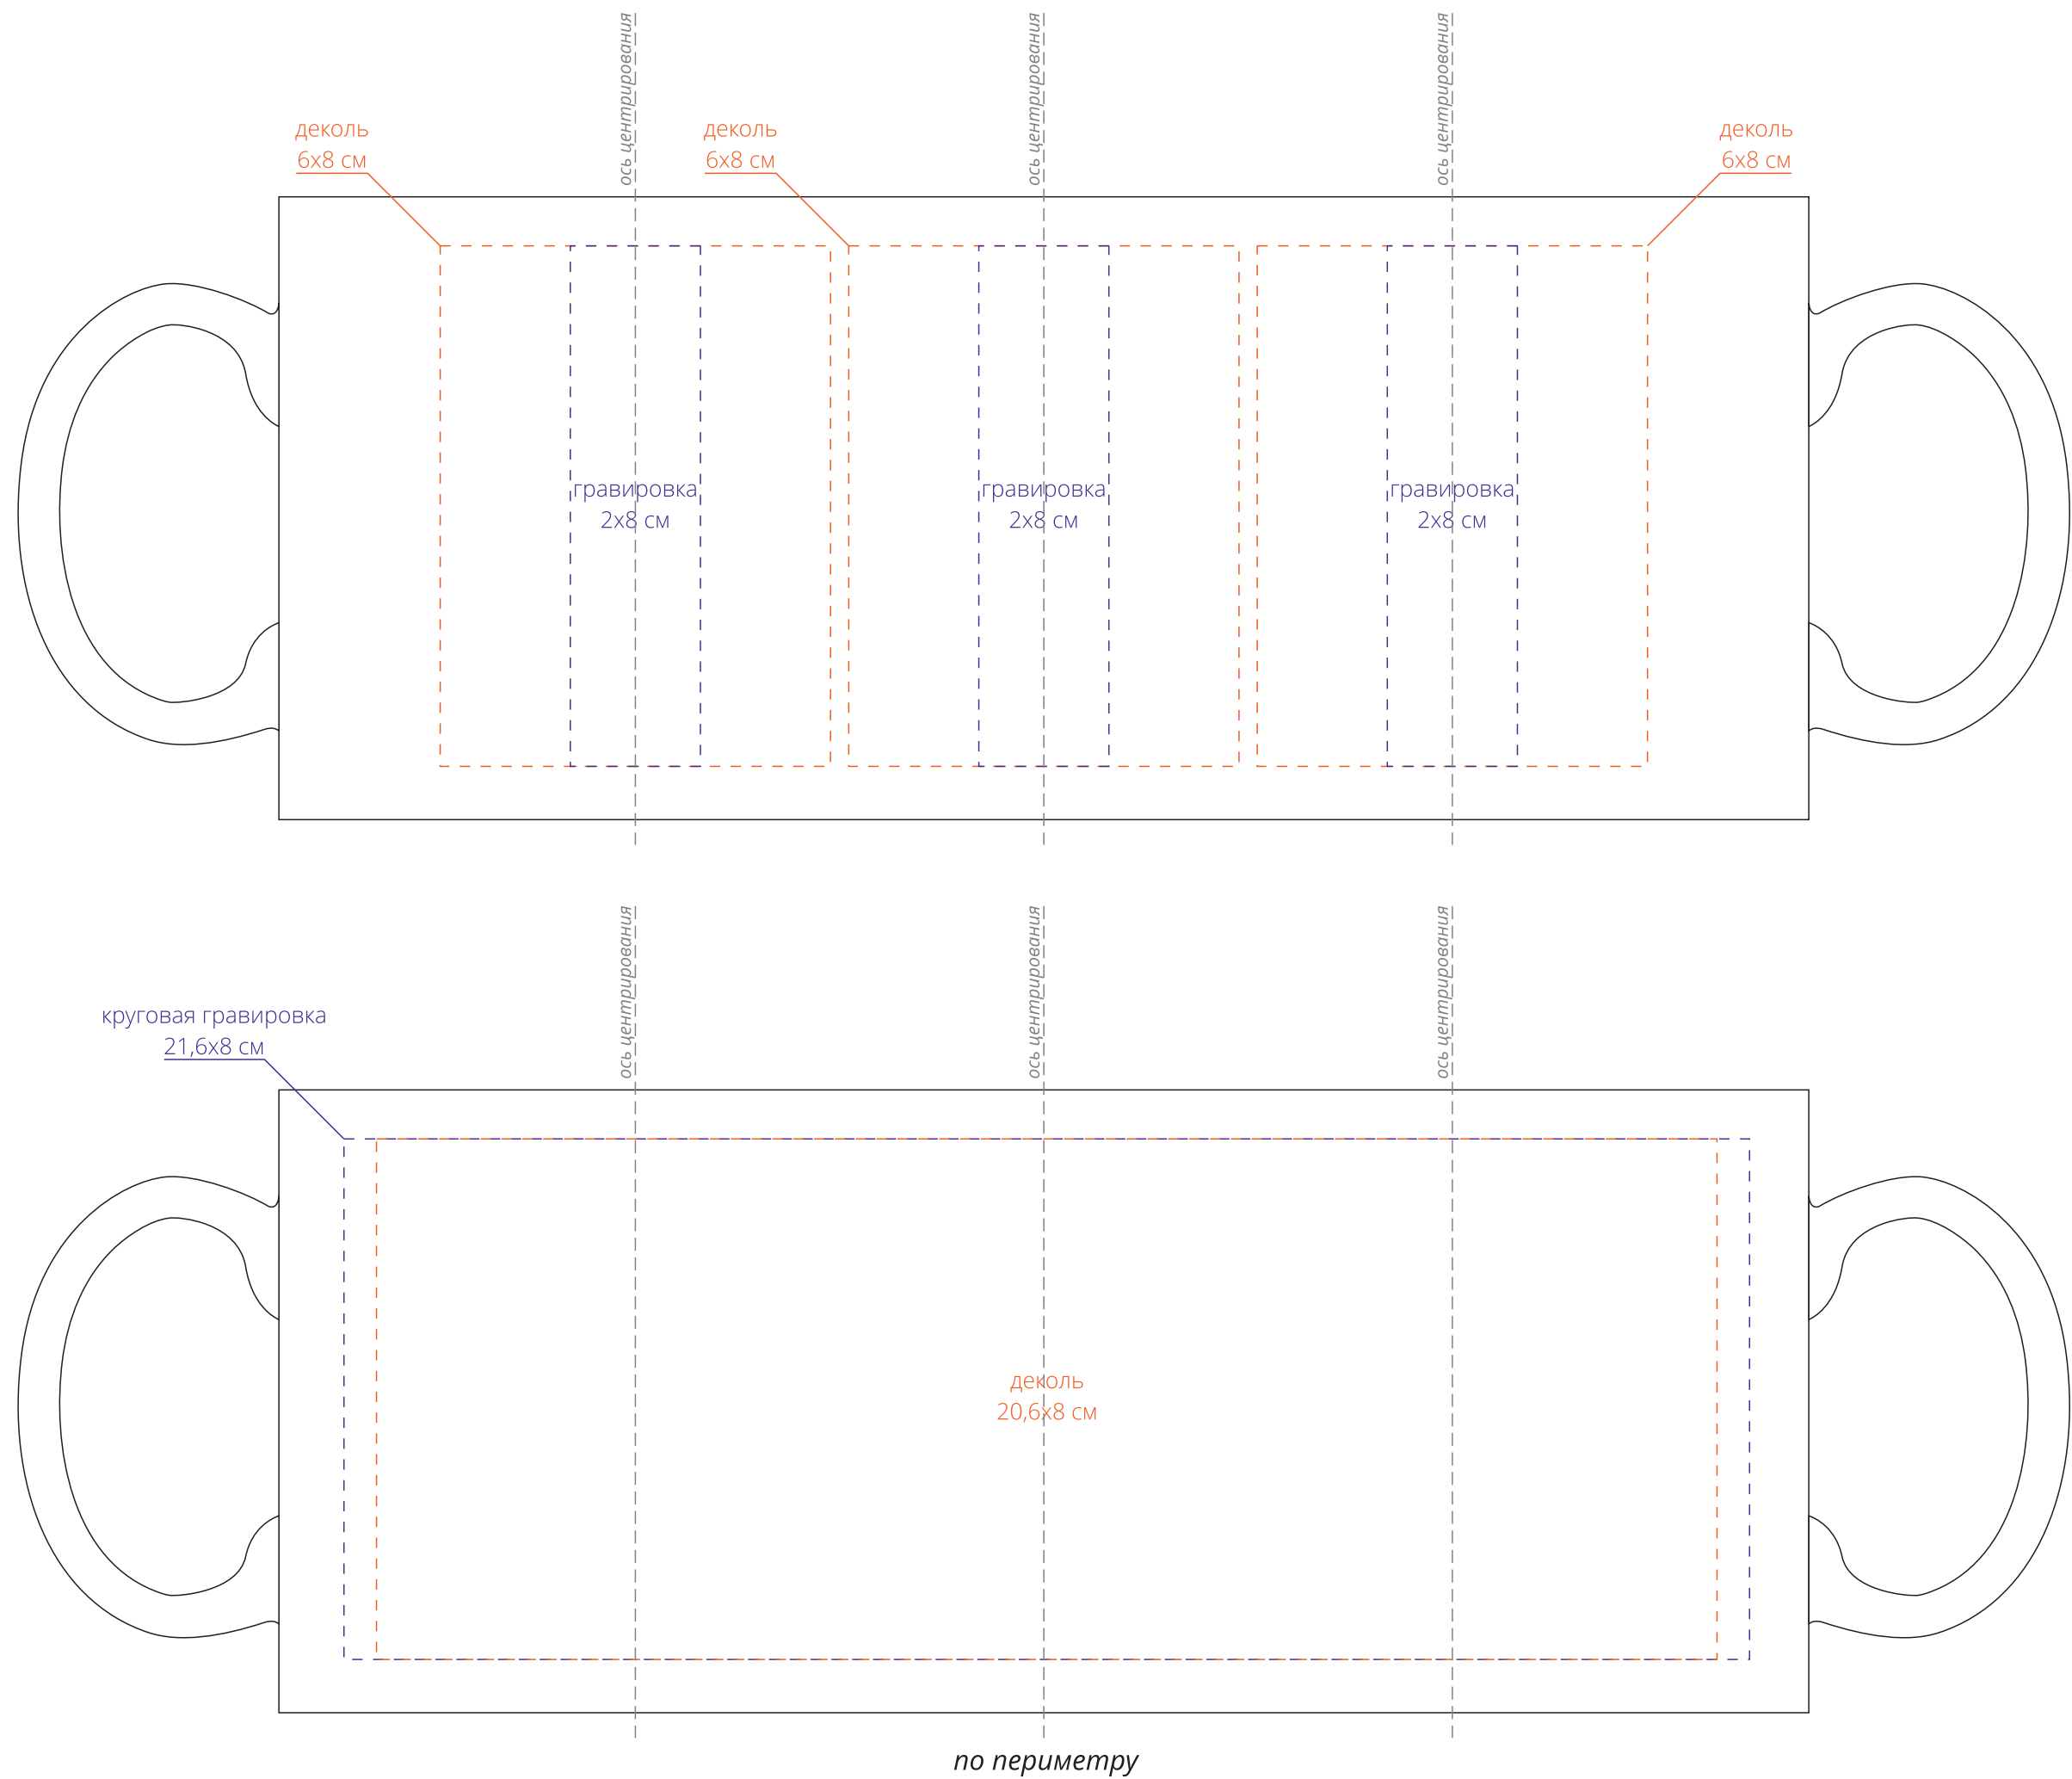 ось центрирования
ось центрирования
ось центрирования
деколь
6х8 см
деколь
6х8 см
деколь
6х8 см
гравировка
2х8 см
гравировка
2х8 см
гравировка
2х8 см
ось центрирования
ось центрирования
ось центрирования
круговая гравировка
21,6х8 см
деколь
20,6х8 см
по периметру